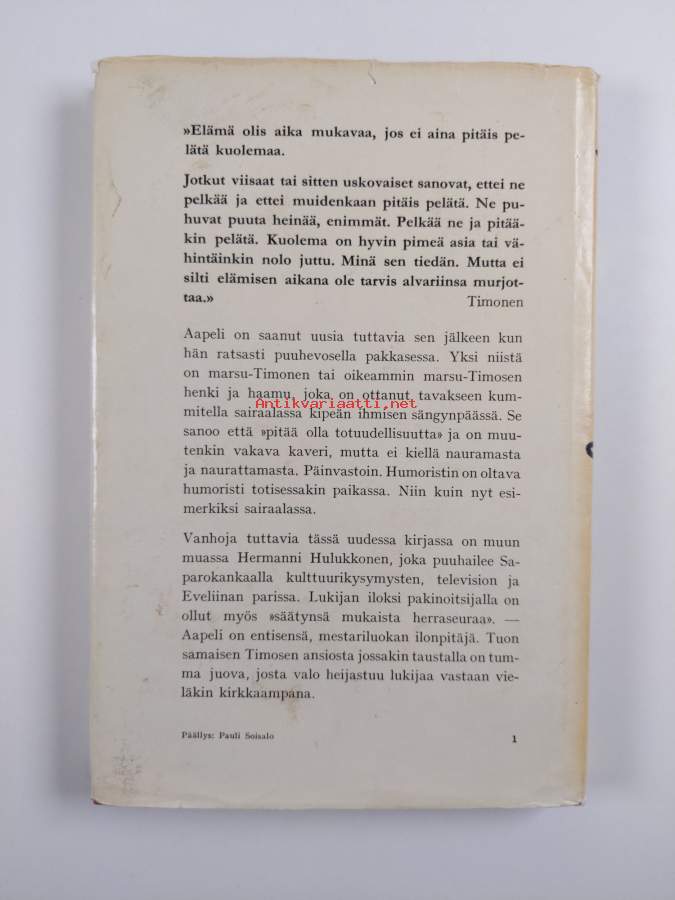 »Elämä olis aika mukavaa, jos ei aina pitäis pe-
lätä kuolemaa.
Jotkut viisaat tai sitten uskovaiset sanovat, ettei ne
pelkää ja ettei muidenkaan pitäis pelätä. Ne pu-
huvat puuta heinää, enimmät. Pelkää ne ja pitää-
kin pelätä. Kuolema on hyvin pimeä asia tai vä-
hintäinkin nolo juttu. Minä sen tiedän. Mutta ei
silti elämisen aikana ole tarvis alvariinsa murjot-
taa.» Timonen
Aapeli on saanut uusia tuttavia sen jälkeen kun
hän ratsasti puuhevosella pakkasessa. Yksi niistä
on marsu-Timonen tai oikeammin marsu-Timosen
henki ja haamu, joka on ottanut tavakseen kum-
Antikvariaatti.net
mitella sairaalassa kipeän ihmisen sängynpäässä. Se
sanoo että »pitää olla totuudellisuutta» ja on muu-
tenkin vakava kaveri, mutta ei kiellä nauramasta
ja naurattamasta. Päinvastoin. Humoristin on oltava
humoristi totisessakin paikassa. Niin kuin nyt esi-
merkiksi sairaalassa.
Vanhoja tuttavia tässä uudessa kirjassa on muun
muassa Hermanni Hulukkonen, joka puuhailee Sa-
parokankaalla kulttuurikysymysten, television ja
Eveliinan parissa. Lukijan iloksi pakinoitsijalla on
ollut myös »säätynsä mukaista herraseuraa». —
Aapeli on entisensä, mestariluokan ilonpitäjä. Tuon
samaisen Timosen ansiosta jossakin taustalla on tum-
ma juova, josta valo heijastuu lukijaa vastaan vie-
läkin kirkkaampana.
Päällys: Pauli Soisalo 1